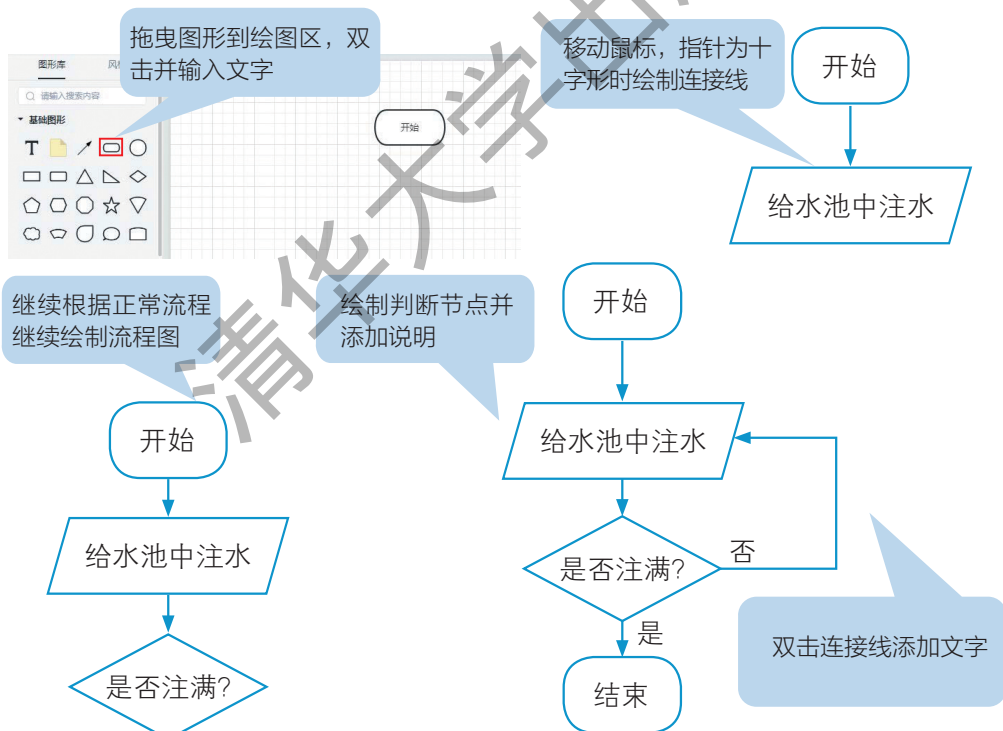 拖曳图形到绘图区，双
击并输入文字
图形库
风
请输入搜索内容
基础图形
T
开始
移动鼠标，指针为十
字形时绘制连接线
开始
给水池中注水
继续根据正常流程
继续绘制流程图
开始
给水池中注水
是否注满?
绘制判断节点并
添加说明
开始
给水池中注水
是否注满?
否
是
结束
双击连接线添加文字
清华大学出